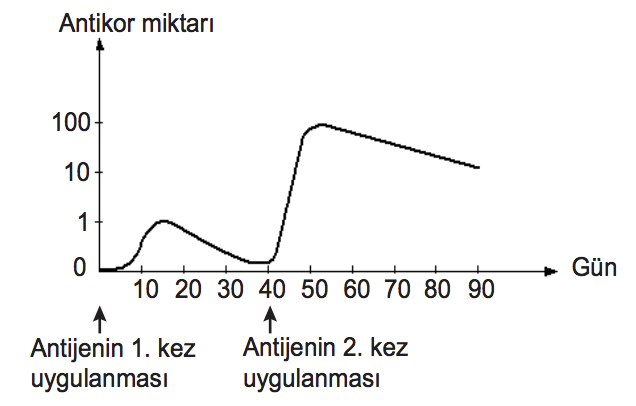 Antikor miktarı
100
10
1
0
10 20 30 40 50 60 70 80 90
Gün
Antijenin 1. kez
uygulanması
Antijenin 2. kez
uygulanması